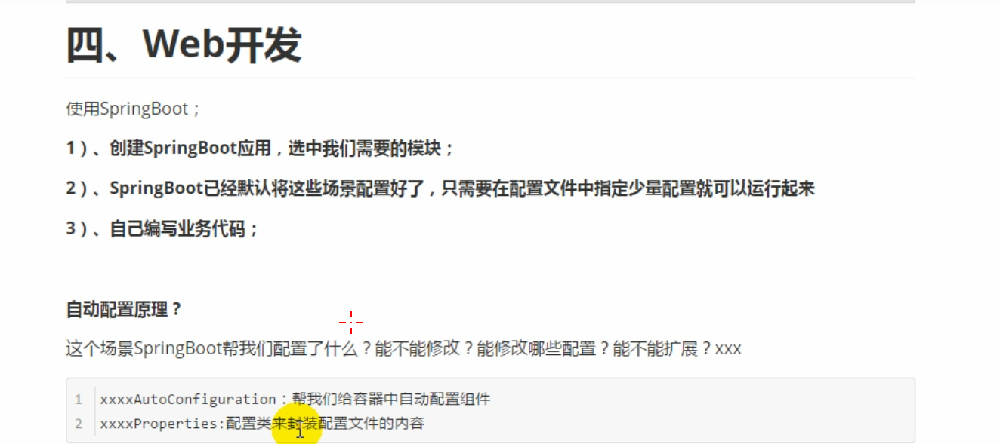 四、Web开发
使用SpringBoot；
1）、创建SpringBoot应用，选中我们需要的模块；
2）、SpringBoot已经默认将这些场景配置好了，只需要在配置文件中指定少量配置就可以运行起来
3）、自己编写业务代码；
自动配置原理？
这个场景SpringBoot帮我们配置了什么？能不能修改？能修改哪些配置？能不能扩展？xxx
1 xxxxAutoConfiguration：帮我们给容器中自动配置组件
2 xxxxProperties:配置类来封装配置文件的内容